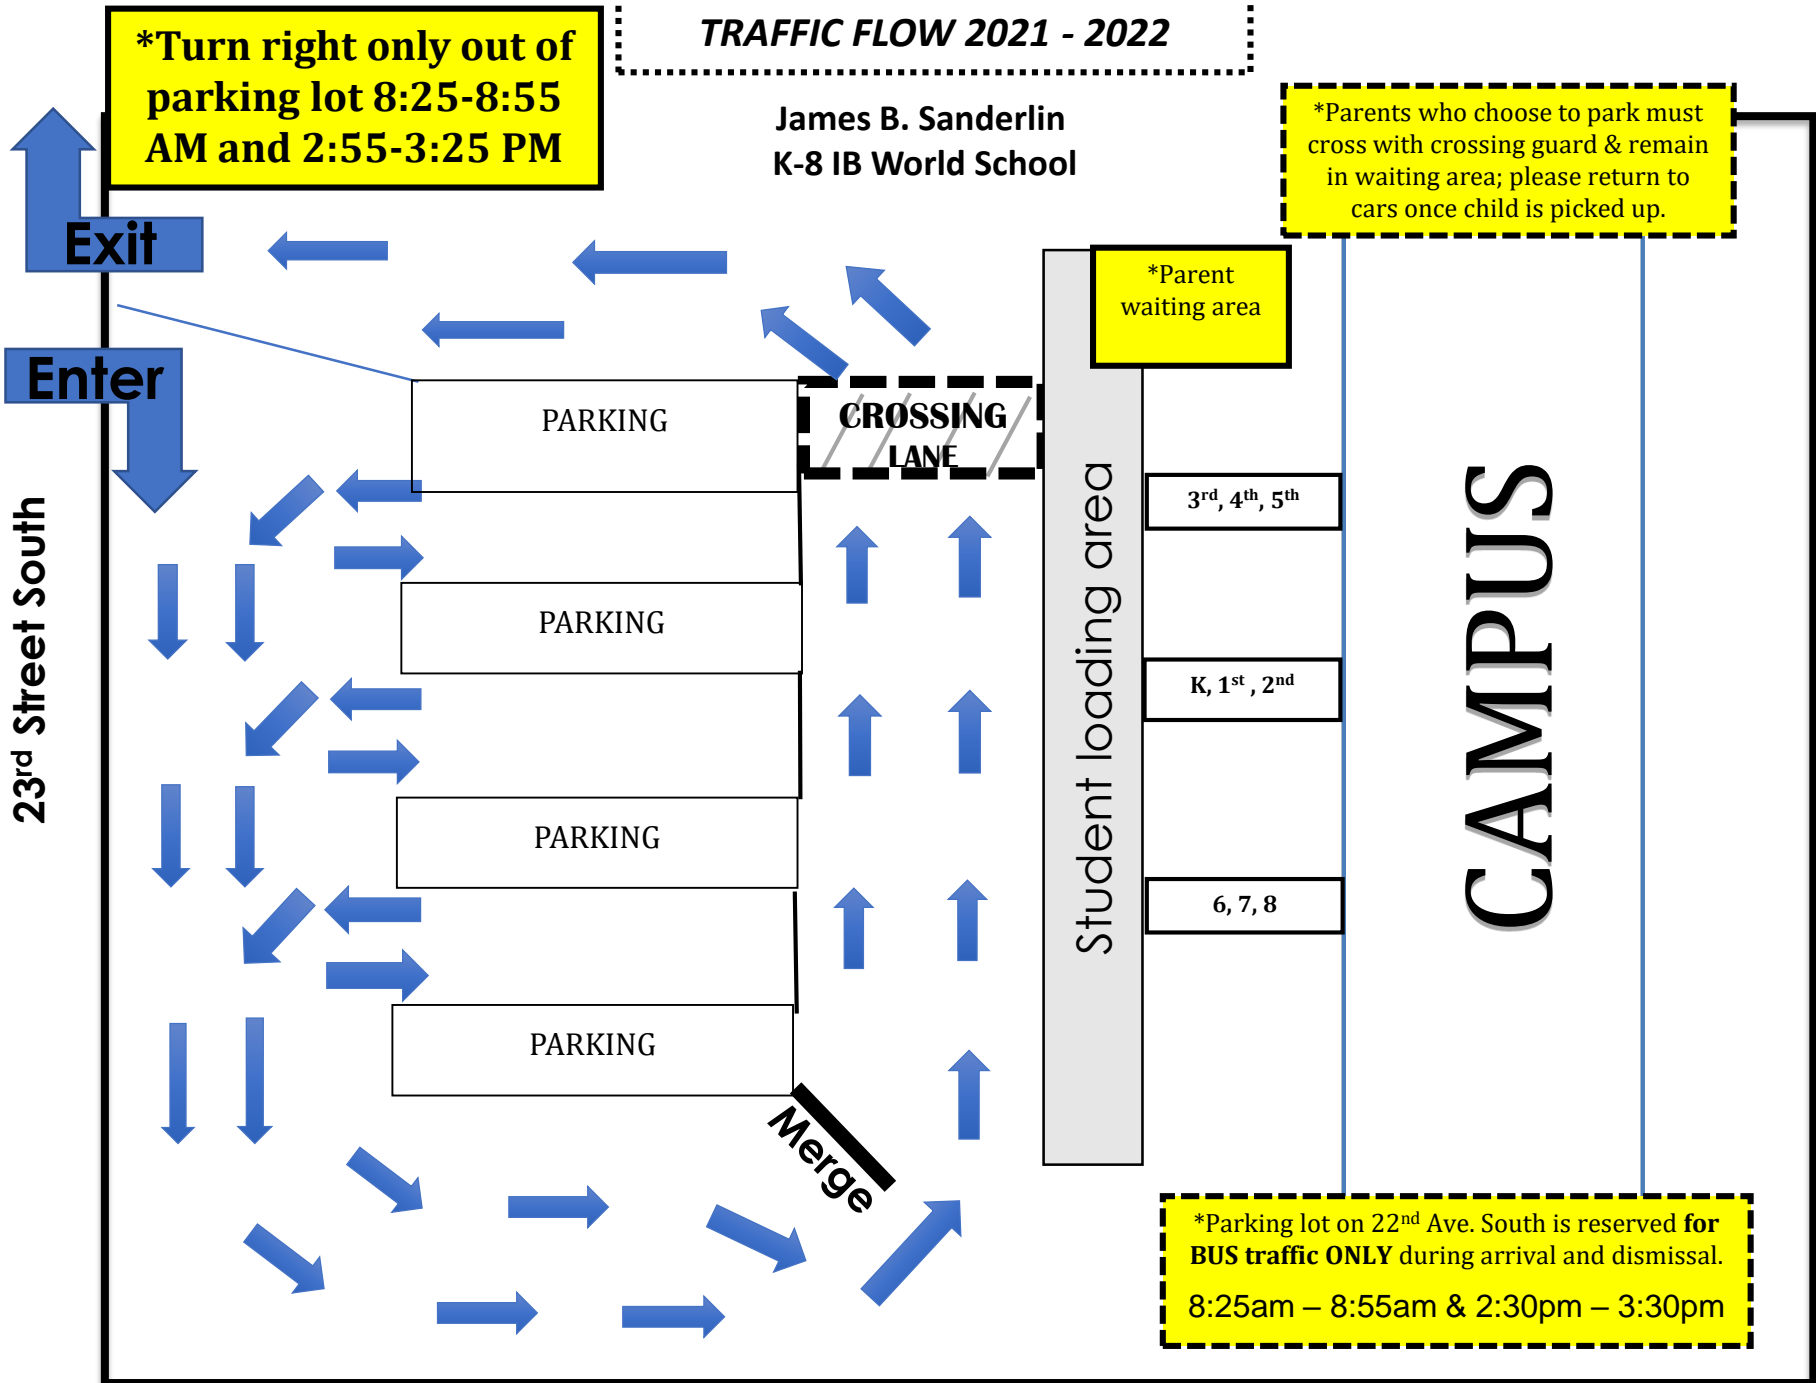 *Turn right only out of
parking lot 8:25-8:55
AM and 2:55-3:25 PM
TRAFFIC FLOW 2021 - 2022
James B. Sanderlin
K-8 IB World School
*Parents who choose to park must
cross with crossing guard & remain
in waiting area; please return to
cars once child is picked up.
Exit
*Parent
waiting area
Enter
PARKING
CROSSING
LANE
23rd Street South
PARKING
PARKING
PARKING
Merge
Student loading area
3rd, 4th, 5th
K, 1st , 2nd
6, 7, 8
CAMPUS
*Parking lot on 22nd Ave. South is reserved for
BUS traffic ONLY during arrival and dismissal.
8:25am – 8:55am & 2:30pm – 3:30pm